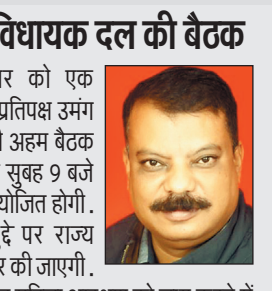 विधायक दल की बैठक
को एक
प्रतिपक्ष उमंग
अहम बैठक
सुबह 9 बजे
योजित होगी.
पर राज्य
की जाएगी.